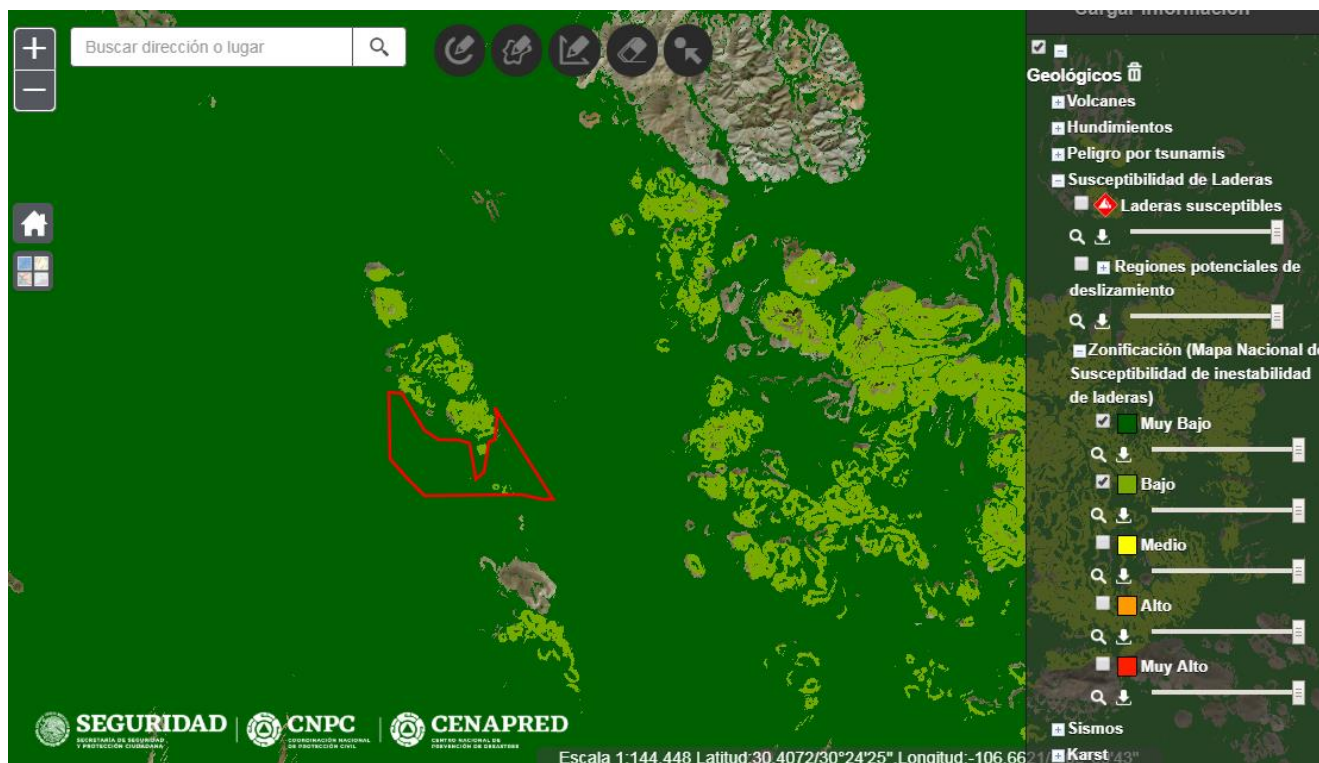 Cargar Información
+
Buscar dirección o lugar
−
Geológicos
Volcanes
Hundimientos
Peligro por tsunamis
Susceptibilidad de Laderas
Laderas susceptibles
Regiones potenciales de
deslizamiento
Zonificación (Mapa Nacional de
Susceptibilidad de inestabilidad
de laderas)
Muy Bajo
Bajo
Medio
Alto
Muy Alto
Sismos
Karst
SEGURIDAD
SECRETARÍA DE SEGURIDAD
Y PROTECCIÓN CIUDADANA
CNPC
COORDINACIÓN NACIONAL
DE PROTECCIÓN CIVIL
CENAPRED
CENTRO NACIONAL DE
PREVENCIÓN DE DESASTRES
Escala 1:144,448 Latitud:30.4072/30°24'25" Longitud:-106.6621/